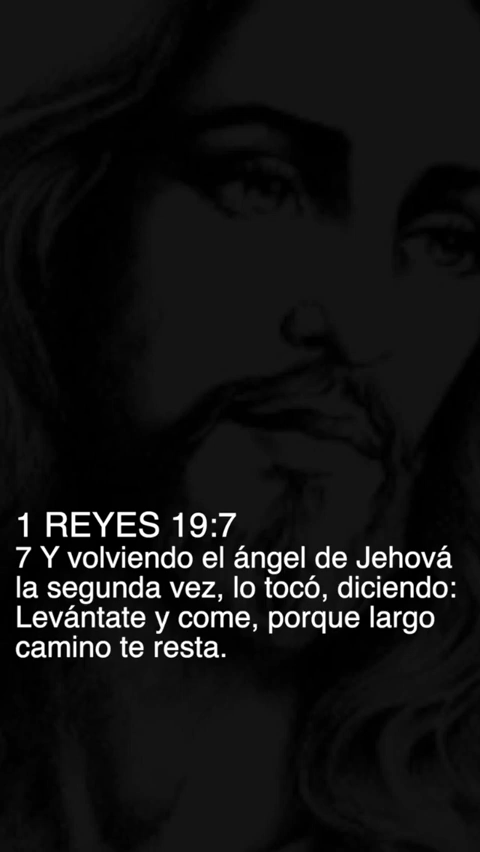 1 REYES 19:7
7 Y volviendo el ángel de Jehová
la segunda vez, lo tocó, diciendo:
Levántate y come, porque largo
camino te resta.